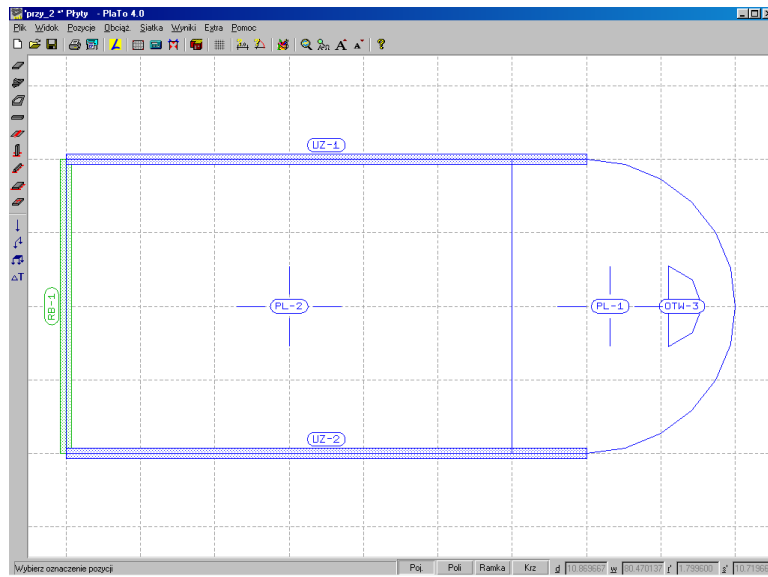 "przy_2 *" Płyty - PlaTo 4.0
Plik Widok Pozycje Obciąż Siatka Wyniki Extra Pomoc
UZ-1
RB-1
PL-2
PL-1
OTW-3
UZ-2
ΔT
Wybierz oznaczenie pozycji
Poj. Poli Ramka Krz d 10.869667 w 80.470137 r' 1.799600 s' 10.71966